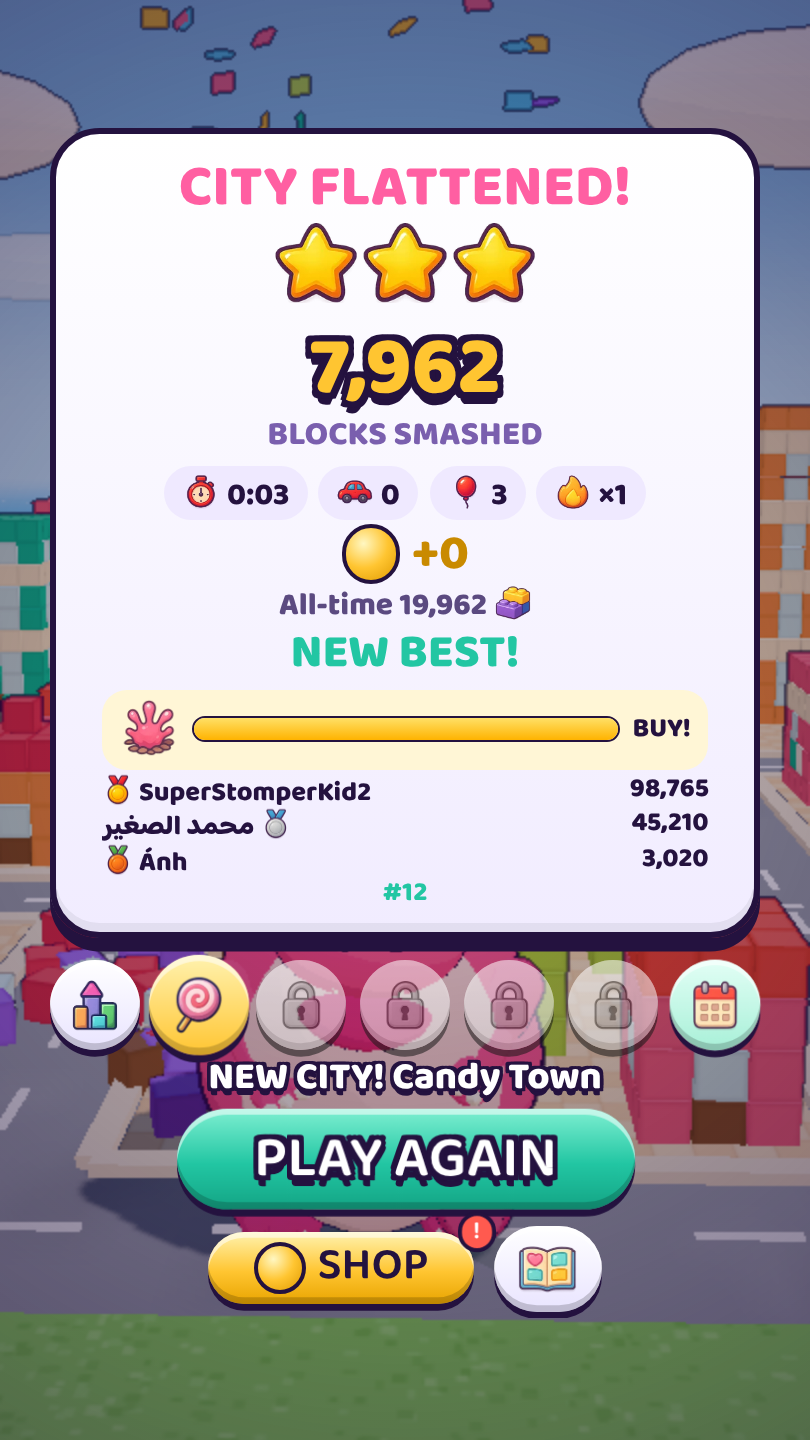 CITY FLATTENED!
7,962
BLOCKS SMASHED
0:03 0 3 ×1
+0
All-time 19,962
NEW BEST!
BUY!
SuperStomperKid2 98,765
محمد الصغير 45,210
Ánh 3,020
#12
NEW CITY! Candy Town
PLAY AGAIN
!
SHOP